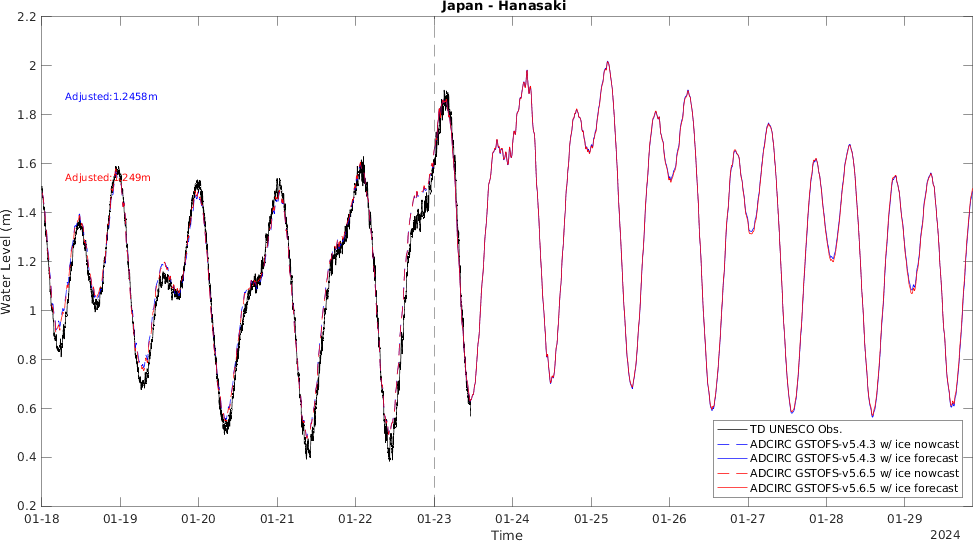 Japan - Hanasaki
2.2
2
1.8
1.6
1.4
1.2
1
0.8
0.6
0.4
0.2
Water Level (m)
Adjusted:1.2458m
Adjusted:1.249m
TD UNESCO Obs.
ADCIRC GSTOFS-v5.4.3 w/ ice nowcast
ADCIRC GSTOFS-v5.4.3 w/ ice forecast
ADCIRC GSTOFS-v5.6.5 w/ ice nowcast
ADCIRC GSTOFS-v5.6.5 w/ ice forecast
01-18 01-19 01-20 01-21 01-22 01-23 01-24 01-25 01-26 01-27 01-28 01-29
Time
2024